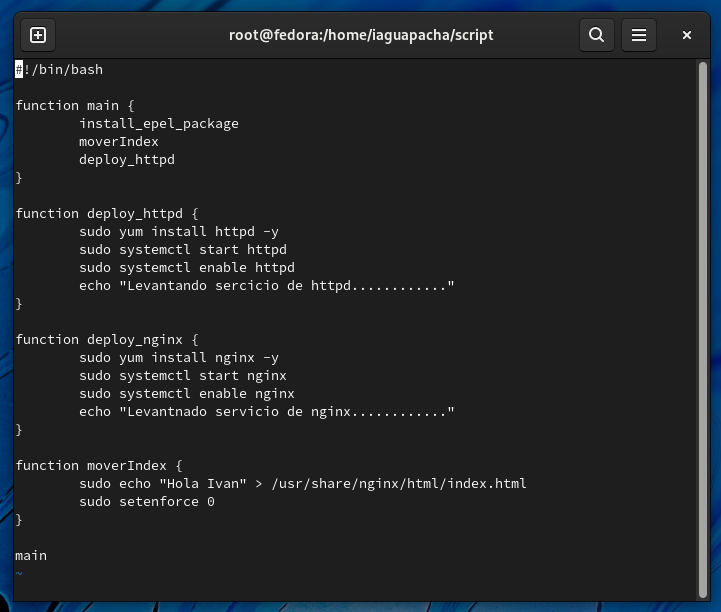 root@fedora:/home/iaguapacha/script
#!/bin/bash

function main {
        install_epel_package
        moverIndex
        deploy_httpd
}

function deploy_httpd {
        sudo yum install httpd -y
        sudo systemctl start httpd
        sudo systemctl enable httpd
        echo "Levantando sercicio de httpd............"
}

function deploy_nginx {
        sudo yum install nginx -y
        sudo systemctl start nginx
        sudo systemctl enable nginx
        echo "Levantnado servicio de nginx............"
}

function moverIndex {
        sudo echo "Hola Ivan" > /usr/share/nginx/html/index.html
        sudo setenforce 0
}

main
~